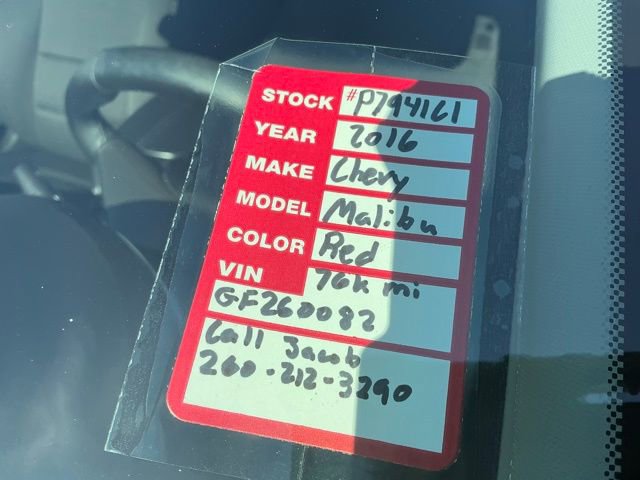 STOCK #P794161
YEAR 2016
MAKE Chevy
MODEL Malibu
COLOR Red
VIN 76k mi
GF260082
Call Jacob
260-212-3290